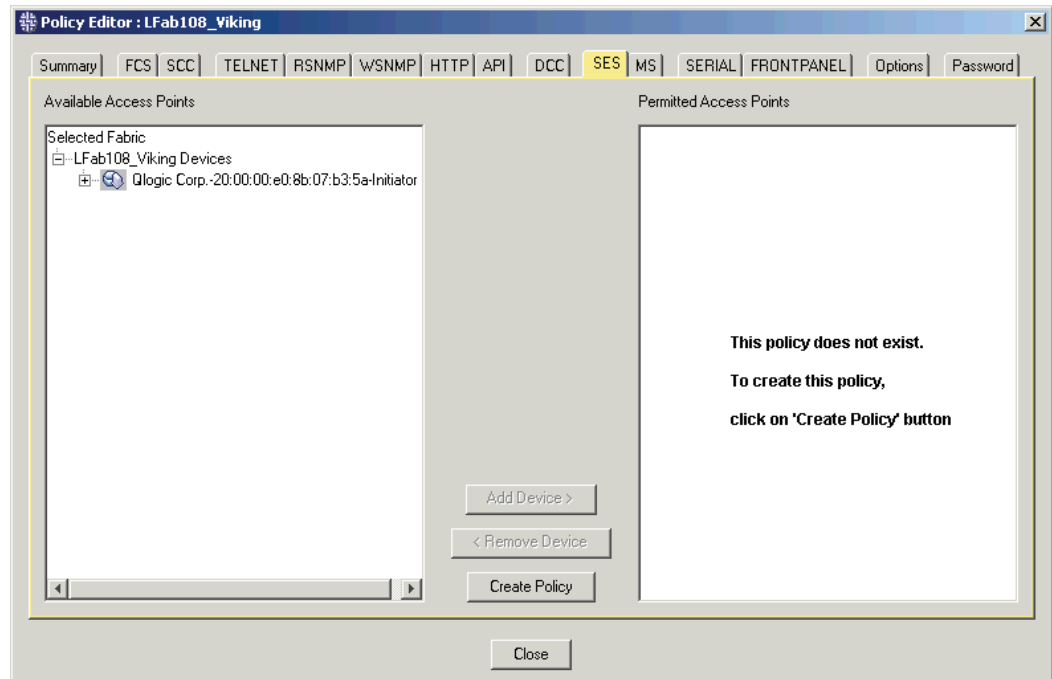 Policy Editor : LFab108_Viking
Summary FCS SCC TELNET RSNMP WSNMP HTTP API DCC SES MS SERIAL FRONTPANEL Options Password
Available Access Points
Permitted Access Points
Selected Fabric
LFab108_Viking Devices
Qlogic Corp.-20:00:00:e0:8b:07:b3:5a-Initiator
This policy does not exist.
To create this policy,
click on 'Create Policy' button
Add Device >
< Remove Device
Create Policy
Close